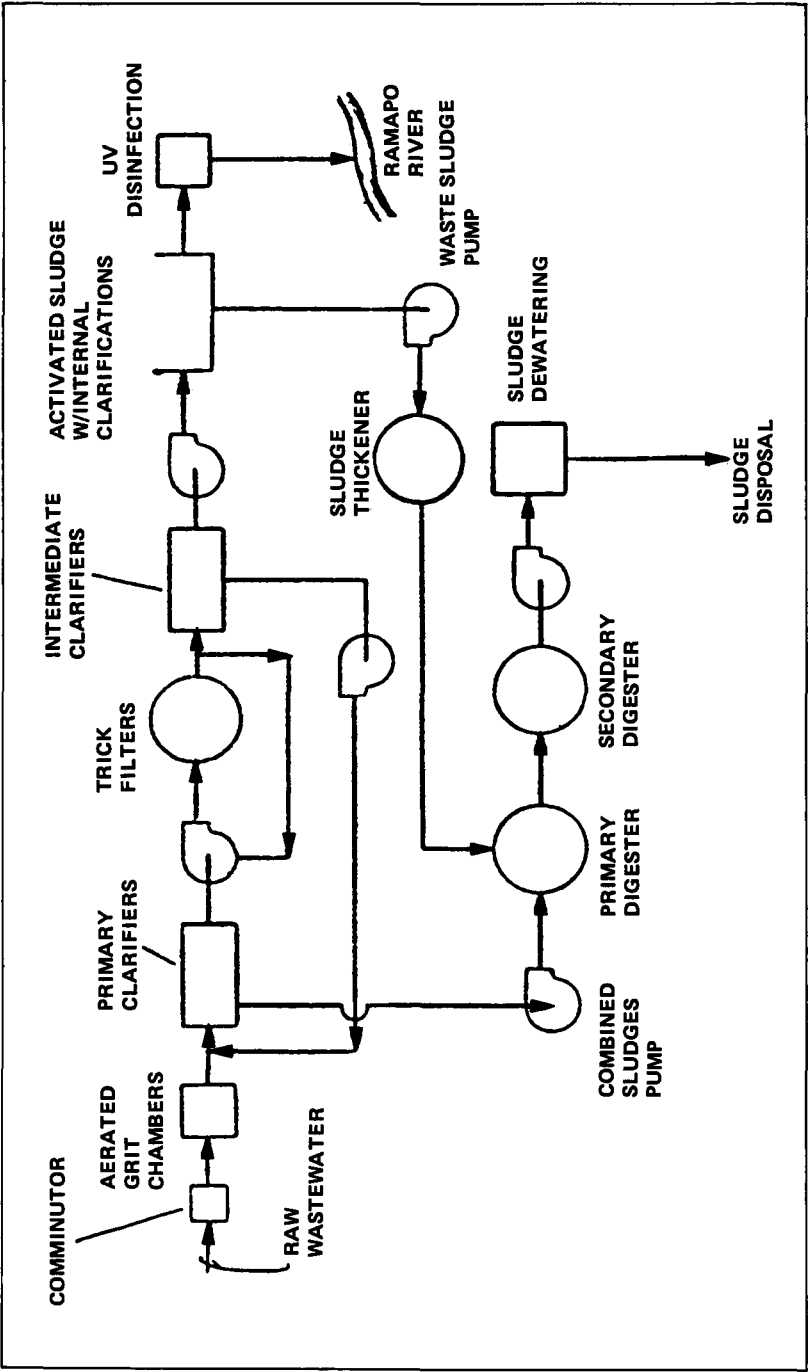 COMMINUTOR
AERATED
GRIT
CHAMBERS
RAW
WASTEWATER
PRIMARY
CLARIFIERS
TRICK
FILTERS
INTERMEDIATE
CLARIFIERS
ACTIVATED SLUDGE
W/INTERNAL
CLARIFICATIONS
UV
DISINFECTION
RAMAPO
RIVER
WASTE SLUDGE
PUMP
SLUDGE
THICKENER
SLUDGE
DEWATERING
SLUDGE
DISPOSAL
SECONDARY
DIGESTER
PRIMARY
DIGESTER
COMBINED
SLUDGES
PUMP